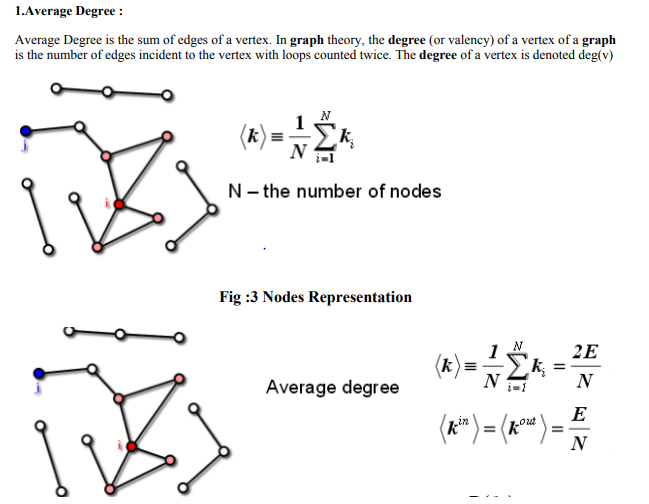 1.Average Degree :
Average Degree is the sum of edges of a vertex. In graph theory, the degree (or valency) of a vertex of a graph
is the number of edges incident to the vertex with loops counted twice. The degree of a vertex is denoted deg(v)
j
i
⟨k⟩ ≡ 1/N ∑_{i=1}^{N} k_i
N – the number of nodes
Fig :3 Nodes Representation
j
i
Average degree
⟨k⟩ ≡ 1/N ∑_{i=1}^{N} k_i = 2E/N
⟨k^{in}⟩ = ⟨k^{out}⟩ = E/N